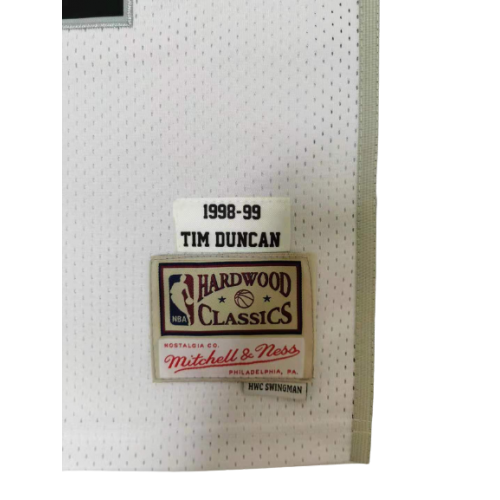 1998-99
TIM DUNCAN
HARDWOOD
CLASSICS
NBA
NOSTALGIA CO.
Mitchell & Ness
PHILADELPHIA, PA.
HWC SWINGMAN